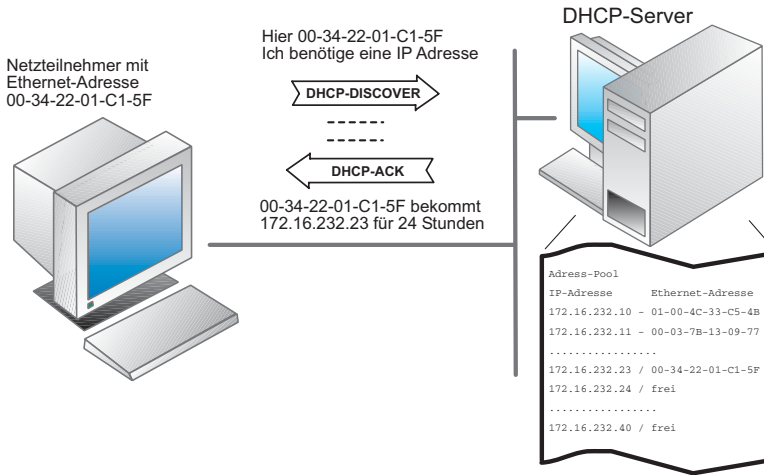 DHCP-Server
Hier 00-34-22-01-C1-5F
Ich benötige eine IP Adresse
Netzteilnehmer mit
Ethernet-Adresse
00-34-22-01-C1-5F
DHCP-DISCOVER
DHCP-ACK
00-34-22-01-C1-5F bekommt
172.16.232.23 für 24 Stunden
Adress-Pool
IP-Adresse Ethernet-Adresse
172.16.232.10 - 01-00-4C-33-C5-4B
172.16.232.11 - 00-03-7B-13-09-77
.................
172.16.232.23 / 00-34-22-01-C1-5F
172.16.232.24 / frei
.................
172.16.232.40 / frei